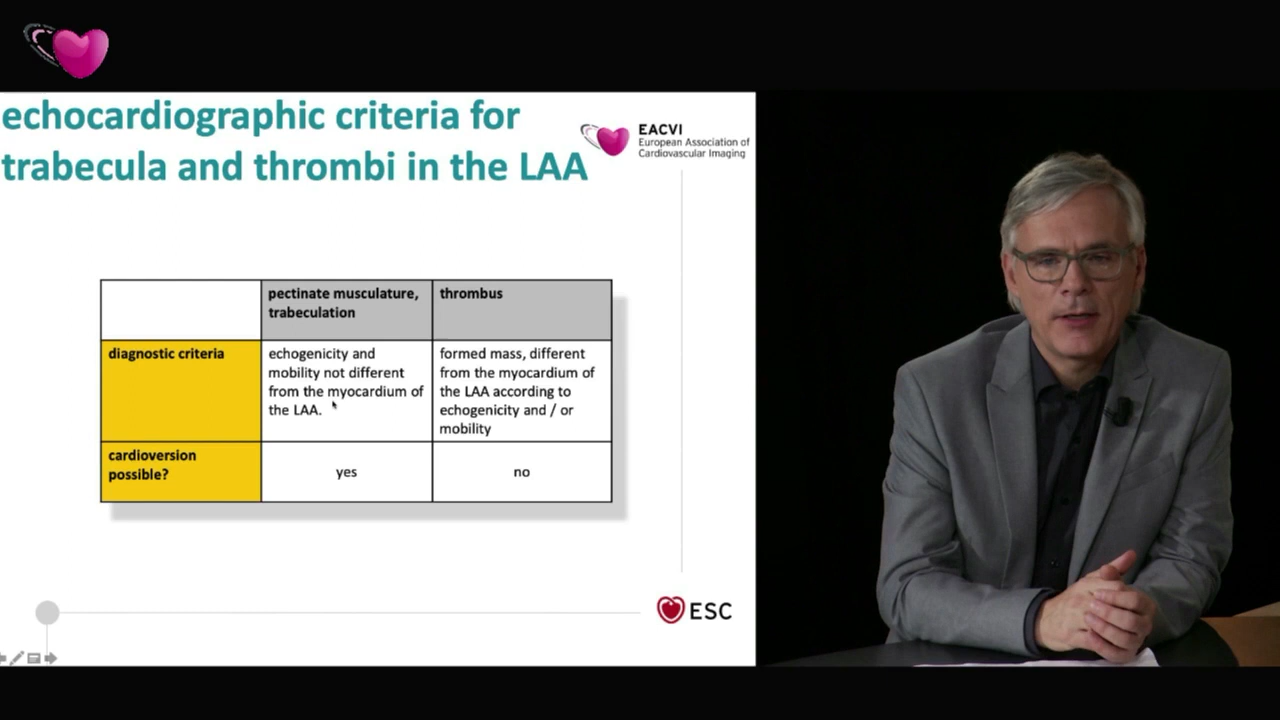 echocardiographic criteria for
trabecula and thrombi in the LAA
EACVI
European Association of
Cardiovascular Imaging
pectinate musculature,
trabeculation
thrombus
diagnostic criteria
echogenicity and
mobility not different
from the myocardium of
the LAA.
formed mass, different
from the myocardium of
the LAA according to
echogenicity and / or
mobility
cardioversion
possible?
yes
no
ESC